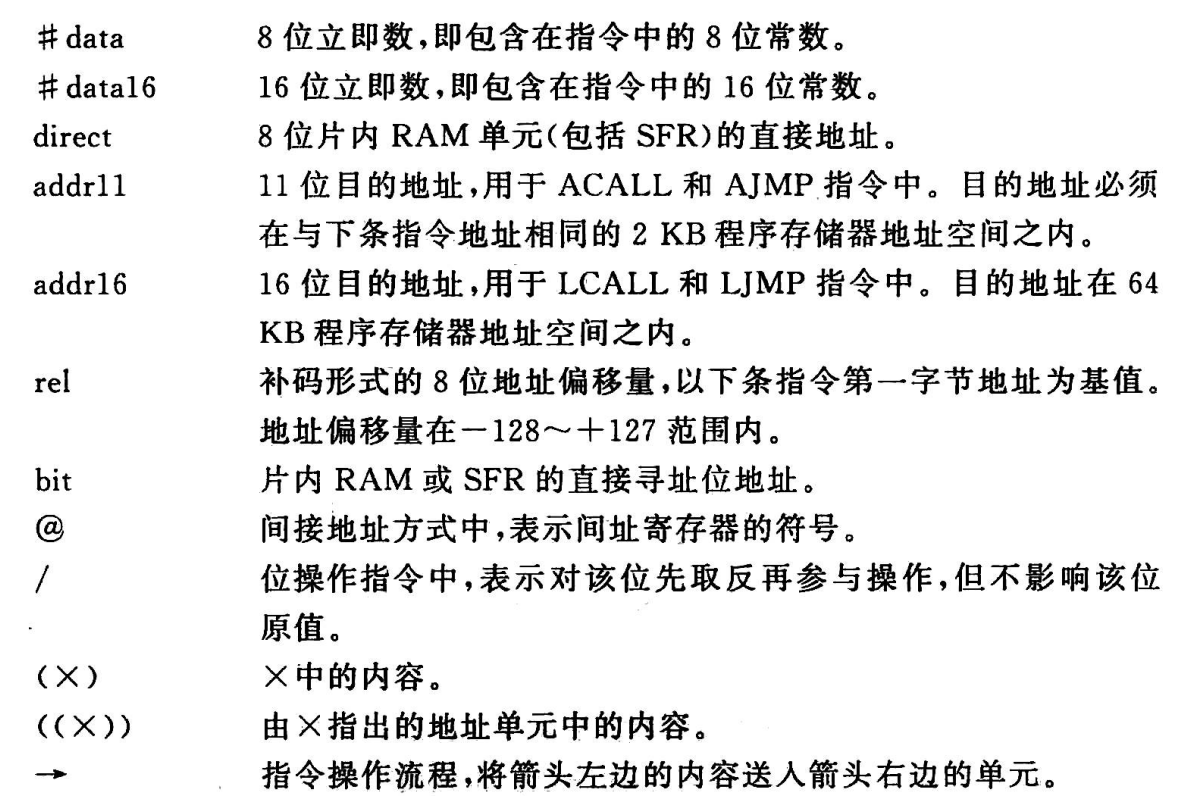 #data 8 位立即数,即包含在指令中的 8 位常数。
#data16 16 位立即数,即包含在指令中的 16 位常数。
direct 8 位片内 RAM 单元(包括 SFR)的直接地址。
addr11 11 位目的地址,用于 ACALL 和 AJMP 指令中。目的地址必须
在与下条指令地址相同的 2 KB 程序存储器地址空间之内。
addr16 16 位目的地址,用于 LCALL 和 LJMP 指令中。目的地址在 64
KB 程序存储器地址空间之内。
rel 补码形式的 8 位地址偏移量,以下条指令第一字节地址为基值。
地址偏移量在-128~+127 范围内。
bit 片内 RAM 或 SFR 的直接寻址位地址。
@ 间接地址方式中,表示间址寄存器的符号。
/ 位操作指令中,表示对该位先取反再参与操作,但不影响该位
原值。
(×) ×中的内容。
((×)) 由×指出的地址单元中的内容。
→ 指令操作流程,将箭头左边的内容送入箭头右边的单元。